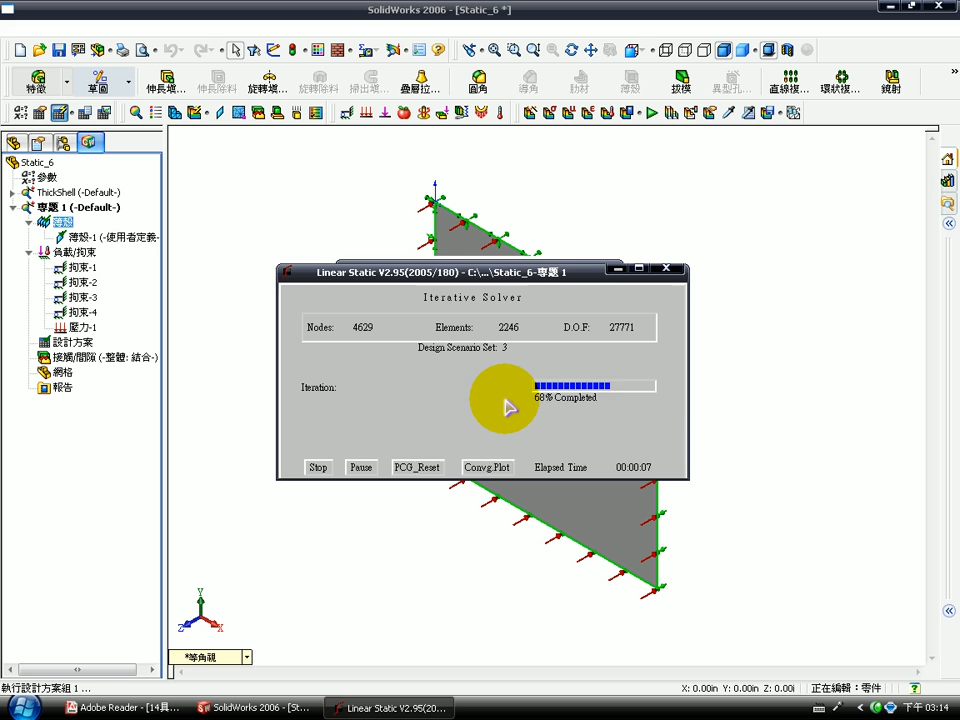 SolidWorks 2006 - [Static_6 *]
特徵
草圖
伸長填...
伸長除料
旋轉填...
旋轉除料
掃出填...
疊層拉...
圓角
導角
肋材
薄殼
拔模
異型孔...
直線複...
環狀複...
鏡射
Static_6
參數
ThickShell (-Default-)
專題 1 (-Default-)
薄殼
薄殼-1 (-使用者定義-
負載/拘束
拘束-1
拘束-2
拘束-3
拘束-4
壓力-1
設計方案
接觸/間隙 (-整體: 結合-)
網格
報告
Linear Static V2.95(2005/180) - C:\...\Static_6-專題 1
Iterative Solver
Nodes: 4629 Elements: 2246 D.O.F: 27771
Design Scenario Set: 3
Iteration:
68% Completed
Stop Pause PCG_Reset Convg.Plot Elapsed Time 00:00:07
Y
Z X
*等角視
執行設計方案組 1 ...
X: 0.00in Y: 0.00in Z: 0.00i 正在編輯：零件
Adobe Reader - [14具...
SolidWorks 2006 - [St...
Linear Static V2.95(20...
下午 03:14